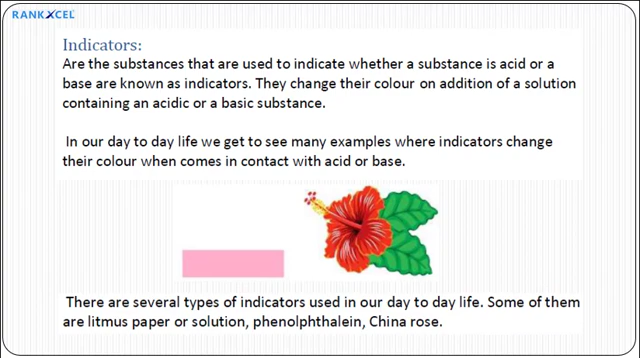 RANKXCEL
Indicators:
Are the substances that are used to indicate whether a substance is acid or a
base are known as indicators. They change their colour on addition of a solution
containing an acidic or a basic substance.
In our day to day life we get to see many examples where indicators change
their colour when comes in contact with acid or base.
There are several types of indicators used in our day to day life. Some of them
are litmus paper or solution, phenolphthalein, China rose.